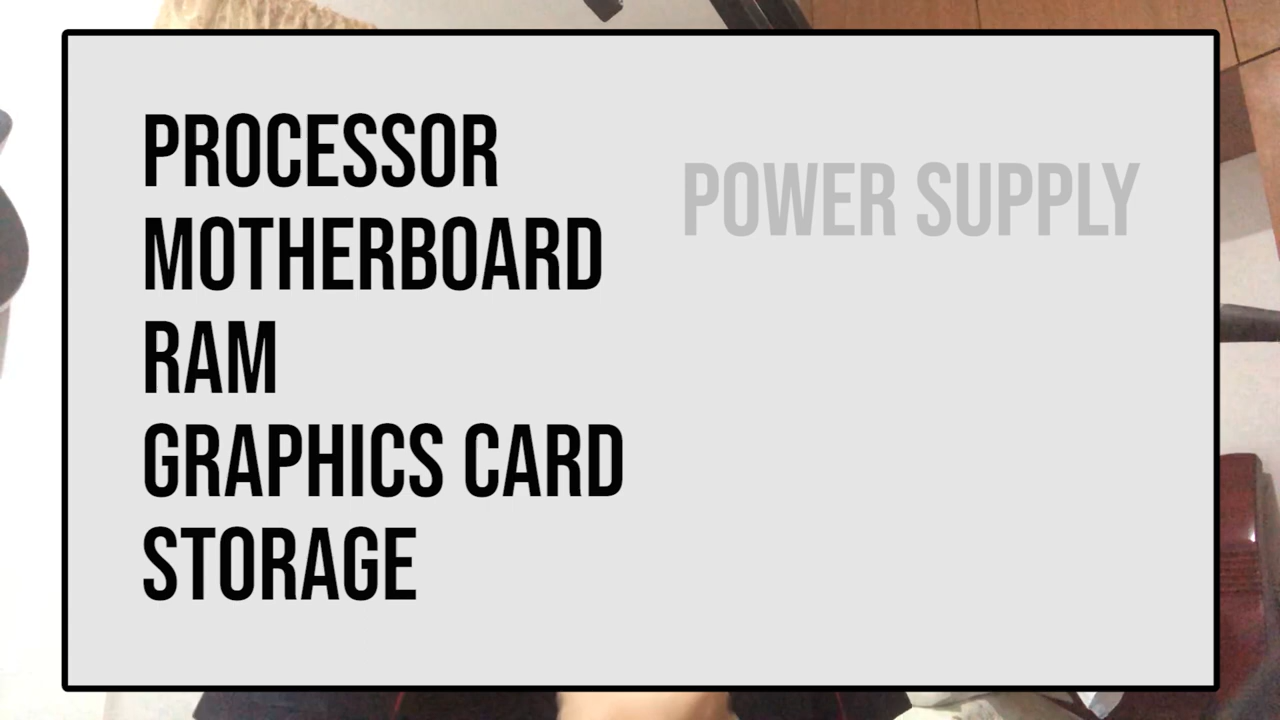 PROCESSOR
MOTHERBOARD
RAM
GRAPHICS CARD
STORAGE
POWER SUPPLY